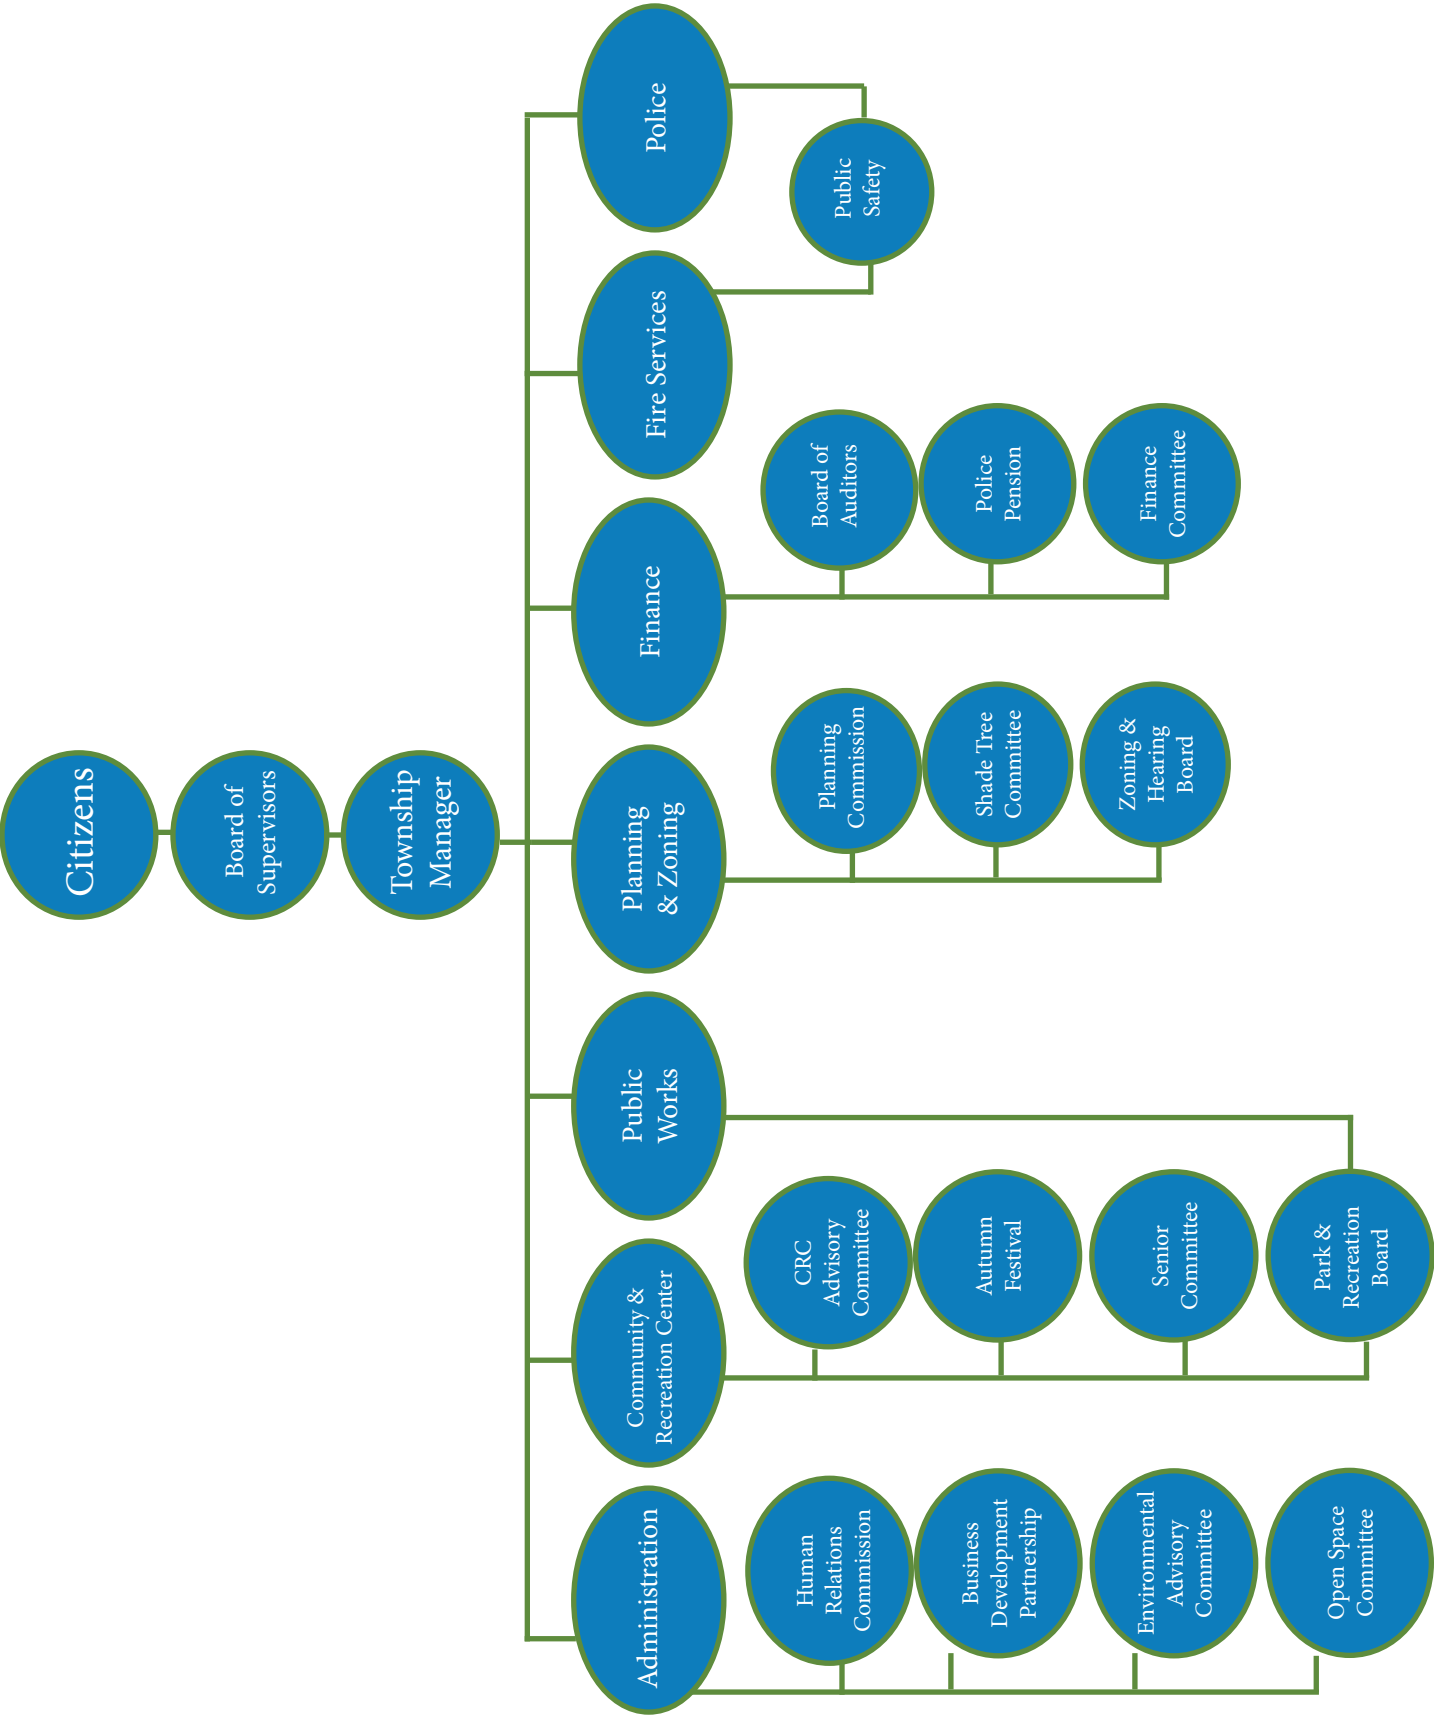 Citizens
Board of
Supervisors
Township
Manager
Administration
Community &
Recreation Center
Public
Works
Planning
& Zoning
Finance
Fire Services
Police
Human
Relations
Commission
Business
Development
Partnership
Environmental
Advisory
Committee
Open Space
Committee
CRC
Advisory
Committee
Autumn
Festival
Senior
Committee
Park &
Recreation
Board
Planning
Commission
Shade Tree
Committee
Zoning &
Hearing
Board
Board of
Auditors
Police
Pension
Finance
Committee
Public
Safety